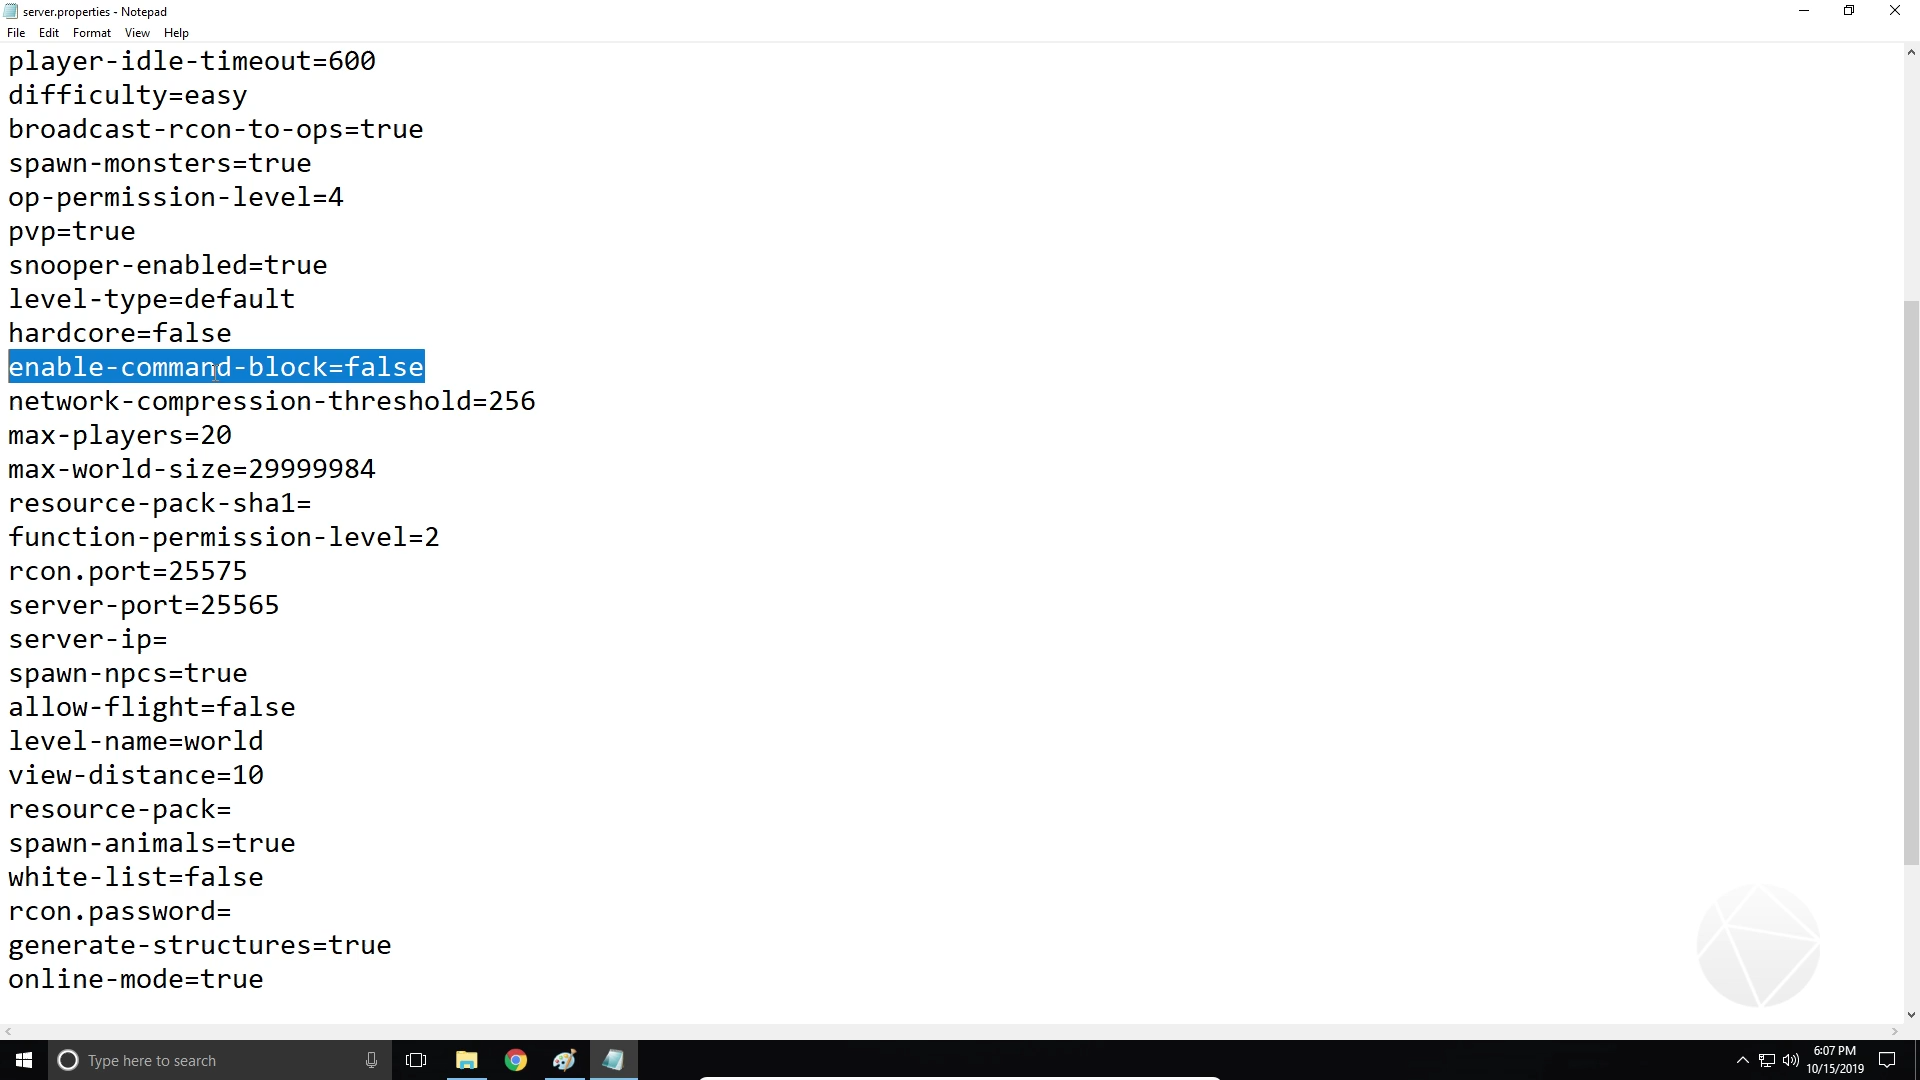 server.properties - Notepad
File Edit Format View Help
player-idle-timeout=600
difficulty=easy
broadcast-rcon-to-ops=true
spawn-monsters=true
op-permission-level=4
pvp=true
snooper-enabled=true
level-type=default
hardcore=false
enable-command-block=false
network-compression-threshold=256
max-players=20
max-world-size=29999984
resource-pack-sha1=
function-permission-level=2
rcon.port=25575
server-port=25565
server-ip=
spawn-npcs=true
allow-flight=false
level-name=world
view-distance=10
resource-pack=
spawn-animals=true
white-list=false
rcon.password=
generate-structures=true
online-mode=true
Type here to search
6:07 PM
10/15/2019